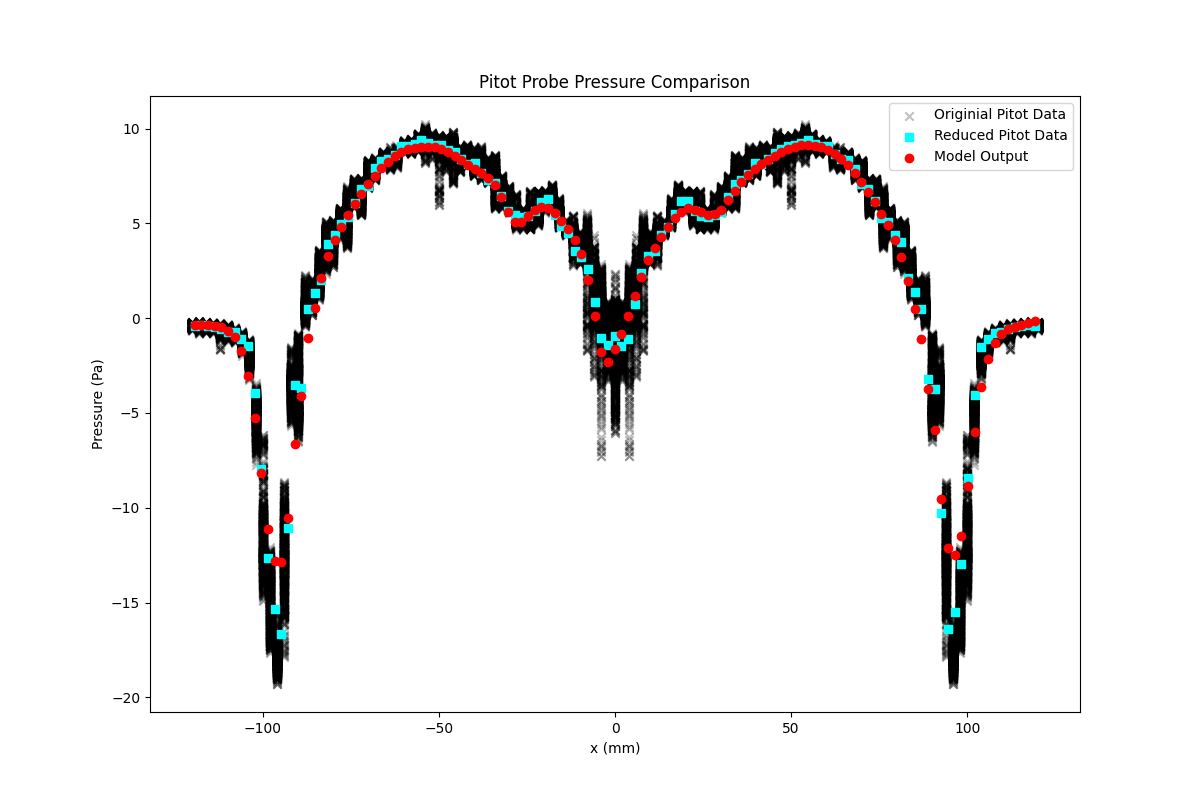 Pitot Probe Pressure Comparison
Originial Pitot Data
Reduced Pitot Data
Model Output
10
5
0
−5
−10
−15
−20
Pressure (Pa)
−100
−50
0
50
100
x (mm)